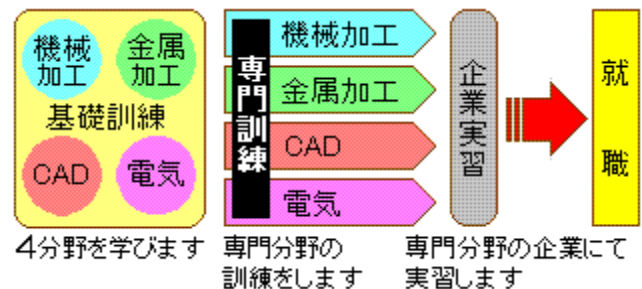 機械
加工
金属
加工
基礎訓練
CAD
電気
4分野を学びます
専門訓練
機械加工
金属加工
CAD
電気
専門分野の
訓練をします
企業実習
専門分野の企業にて
実習します
就職